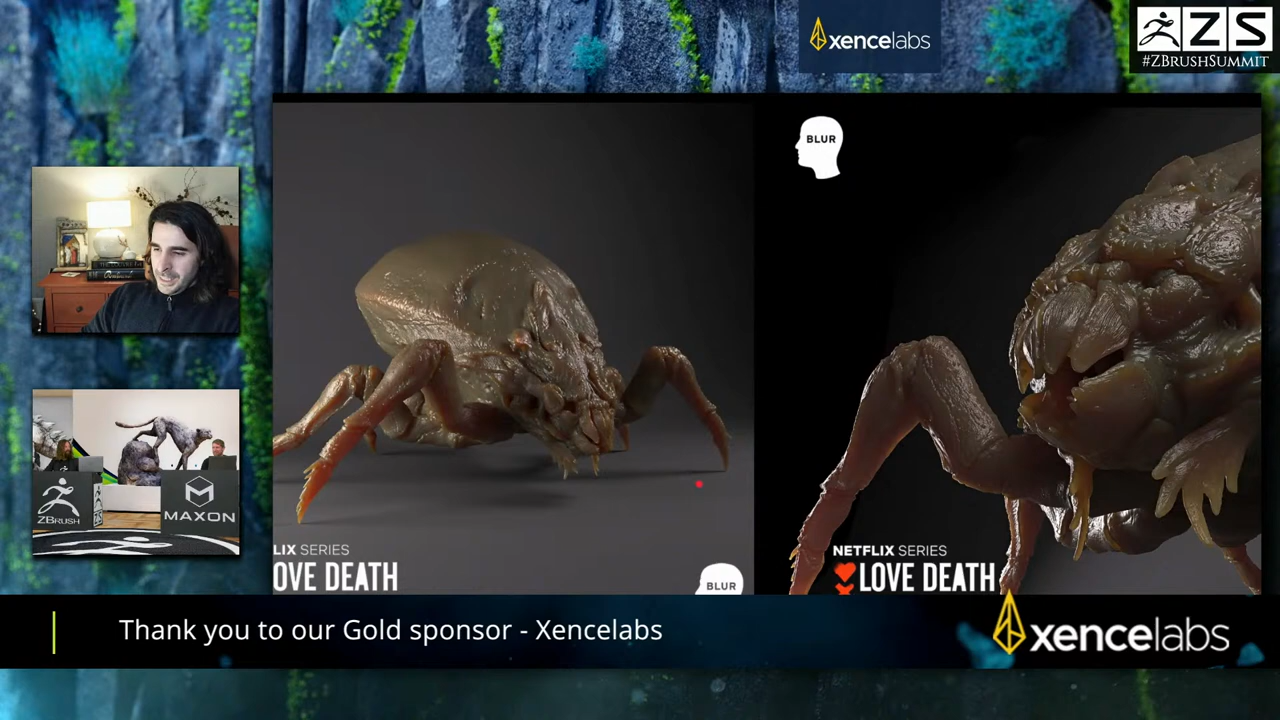 xencelabs
ZS
#ZBRUSHSUMMIT
BLUR
ZBRUSH
MAXON
LIX SERIES
OVE DEATH
BLUR
NETFLIX SERIES
LOVE DEATH
Thank you to our Gold sponsor - Xencelabs
xencelabs